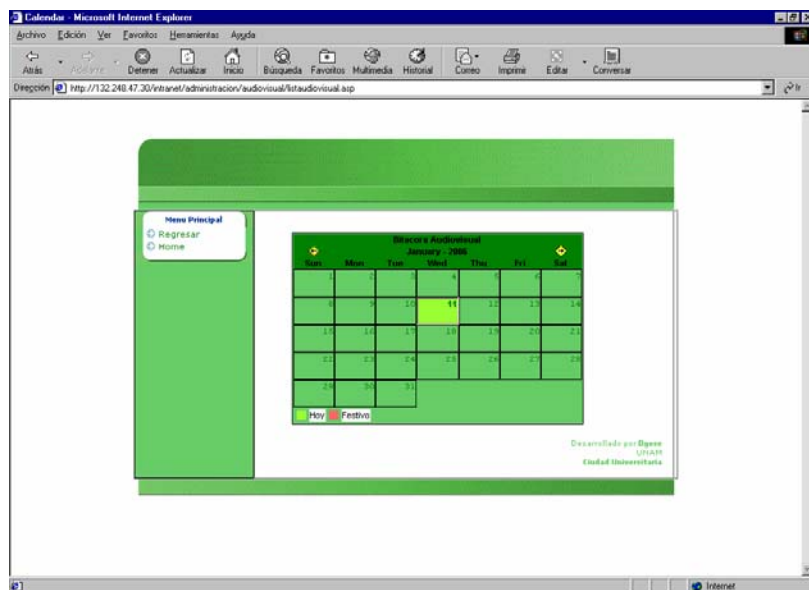 Calendar - Microsoft Internet Explorer
Archivo Edición Ver Favoritos Herramientas Ayuda
Atrás Adelante Detener Actualizar Inicio Búsqueda Favoritos Multimedia Historial Correo Imprimir Editar Conversar
Dirección http://132.248.47.30/intranet/administracion/audiovisual/listaudiovisual.asp Ir
Menu Principal
Regresar
Home
Bitacora Audiovisual
January - 2006
Sun Mon Tue Wed Thu Fri Sat
1 2 3 4 5 6 7
8 9 10 11 12 13 14
15 16 17 18 19 20 21
22 23 24 25 26 27 28
29 30 31
Hoy Festivo
Desarrollado por
UNAM
Ciudad Universitaria
Internet